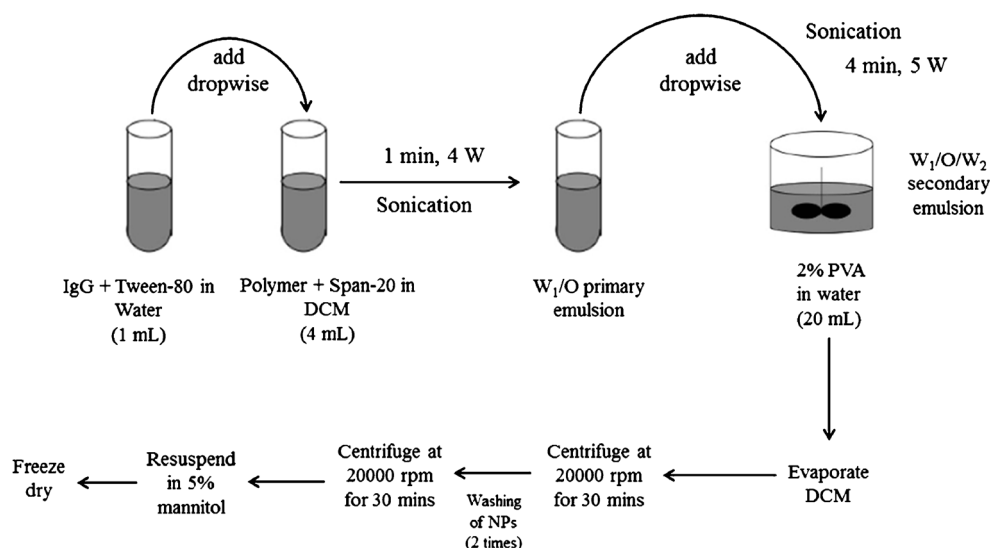 add
dropwise
1 min, 4 W
Sonication
add
dropwise
Sonication
4 min, 5 W
W1/O/W2
secondary
emulsion
IgG + Tween-80 in
Water
(1 mL)
Polymer + Span-20 in
DCM
(4 mL)
W1/O primary
emulsion
2% PVA
in water
(20 mL)
Evaporate
DCM
Centrifuge at
20000 rpm
for 30 mins
Washing
of NPs
(2 times)
Centrifuge at
20000 rpm
for 30 mins
Resuspend
in 5%
mannitol
Freeze
dry